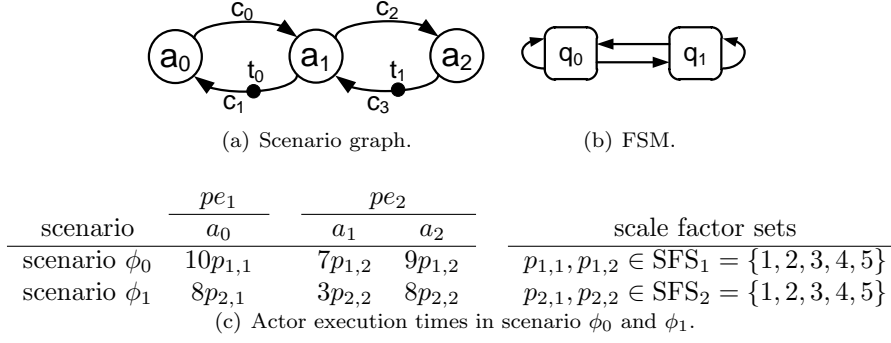 c₀ c₂
a₀ a₁ a₂ q₀ q₁
t₀ t₁
c₁ c₃
(a) Scenario graph. (b) FSM.
pe₁ pe₂
scenario a₀ a₁ a₂ scale factor sets
scenario ϕ₀ 10p₁,₁ 7p₁,₂ 9p₁,₂ p₁,₁, p₁,₂ ∈ SFS₁ = {1, 2, 3, 4, 5}
scenario ϕ₁ 8p₂,₁ 3p₂,₂ 8p₂,₂ p₂,₁, p₂,₂ ∈ SFS₂ = {1, 2, 3, 4, 5}
(c) Actor execution times in scenario ϕ₀ and ϕ₁.